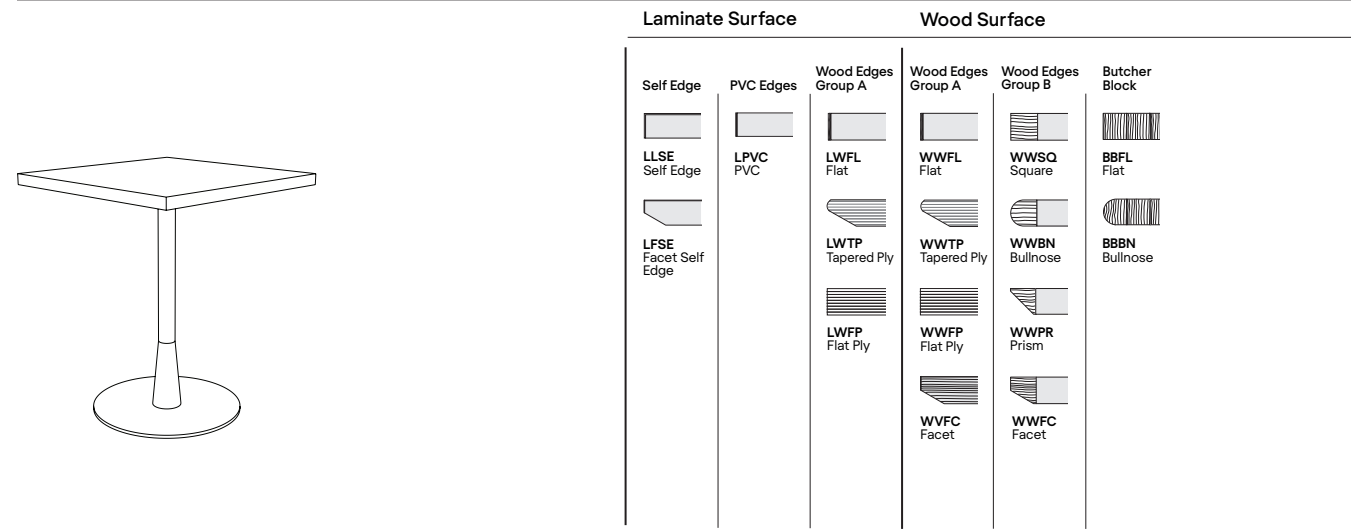 Laminate Surface
Wood Surface
Self Edge
PVC Edges
Wood Edges
Group A
Wood Edges
Group A
Wood Edges
Group B
Butcher
Block
LLSE
Self Edge
LFSE
Facet Self
Edge
LPVC
PVC
LWFL
Flat
LWTP
Tapered Ply
LWFP
Flat Ply
WWFL
Flat
WWTP
Tapered Ply
WWFP
Flat Ply
WVFC
Facet
WWSQ
Square
WWBN
Bullnose
WWPR
Prism
WWFC
Facet
BBFL
Flat
BBBN
Bullnose